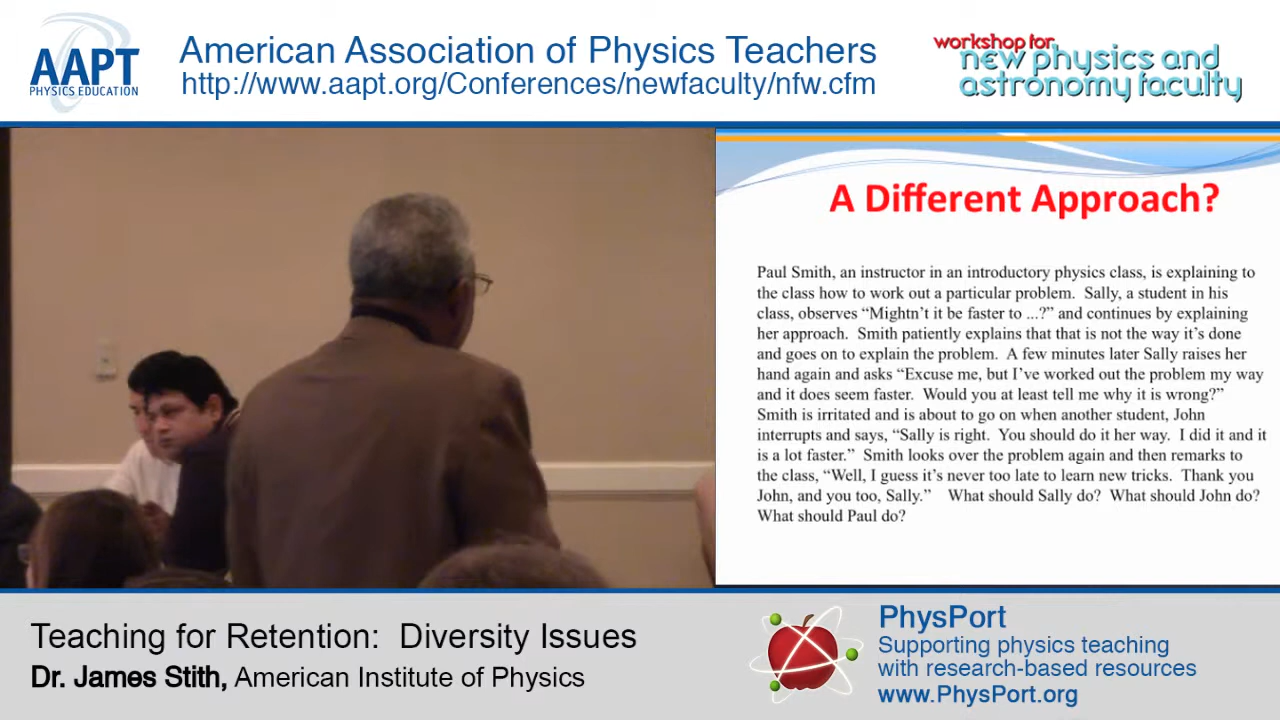 AAPT
PHYSICS EDUCATION
American Association of Physics Teachers
http://www.aapt.org/Conferences/newfaculty/nfw.cfm
workshop for
new physics and
astronomy faculty
A Different Approach?
Paul Smith, an instructor in an introductory physics class, is explaining to
the class how to work out a particular problem.  Sally, a student in his
class, observes “Mightn’t it be faster to ...?” and continues by explaining
her approach.  Smith patiently explains that that is not the way it’s done
and goes on to explain the problem.  A few minutes later Sally raises her
hand again and asks “Excuse me, but I’ve worked out the problem my way
and it does seem faster.  Would you at least tell me why it is wrong?”
Smith is irritated and is about to go on when another student, John
interrupts and says, “Sally is right.  You should do it her way.  I did it and it
is a lot faster.”  Smith looks over the problem again and then remarks to
the class, “Well, I guess it’s never too late to learn new tricks.  Thank you
John, and you too, Sally.”    What should Sally do?  What should John do?
What should Paul do?
Teaching for Retention:  Diversity Issues
Dr. James Stith, American Institute of Physics
PhysPort
Supporting physics teaching
with research-based resources
www.PhysPort.org